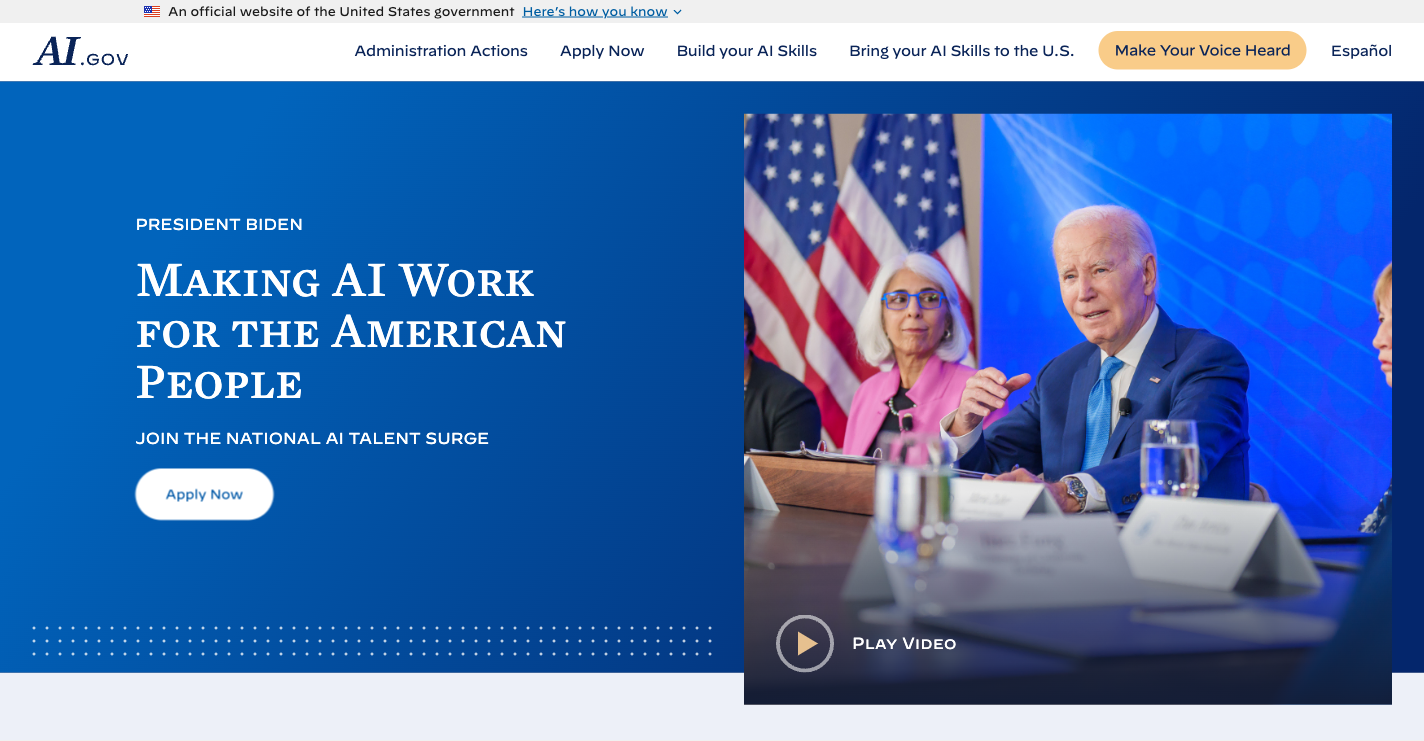 An official website of the United States government Here's how you know
AI.GOV
Administration Actions Apply Now Build your AI Skills Bring your AI Skills to the U.S. Make Your Voice Heard Español
PRESIDENT BIDEN
MAKING AI WORK
FOR THE AMERICAN
PEOPLE
JOIN THE NATIONAL AI TALENT SURGE
Apply Now
PLAY VIDEO